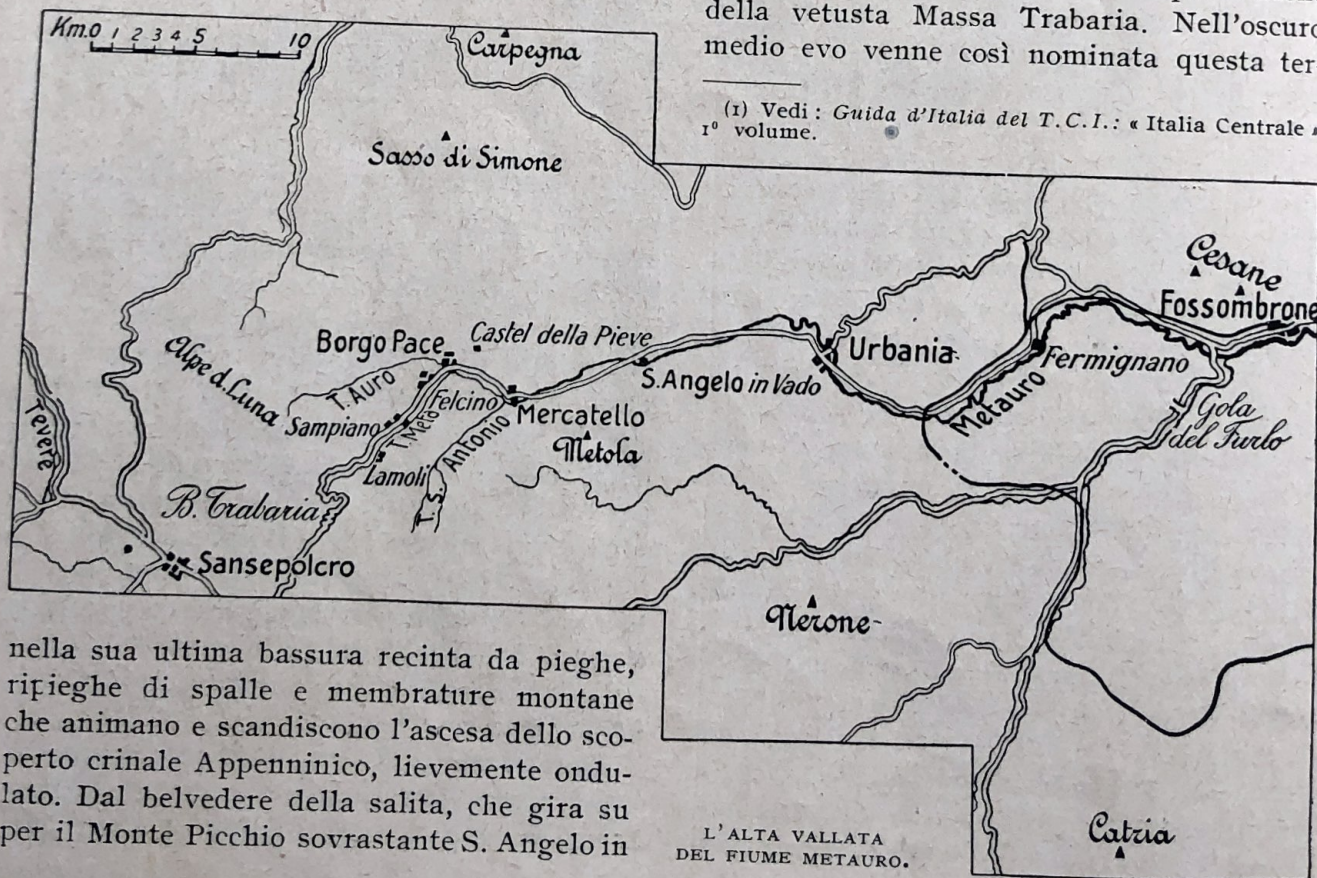 della vetusta Massa Trabaria. Nell'oscuro
medio evo venne così nominata questa ter
(1) Vedi: Guida d'Italia del T.C.I.: « Italia Centrale »
1º volume.
Km.0 1 2 3 4 5 10
Carpegna
Sasso di Simone
Cesane
Fossombrone
Borgo Pace
Castel della Pieve
Urbania
Fermignano
Alpe d. Luna
T. Auro
S. Angelo in Vado
Felcino
Mercatello
Metauro
Gola
del Furlo
Sampiano
T. Meta
T. S. Antonio
Metola
Tevere
Lamoli
B. Trabaria
Sansepolcro
Nerone
Catria
nella sua ultima bassura recinta da pieghe,
ripieghe di spalle e membrature montane
che animano e scandiscono l'ascesa dello sco-
perto crinale Appenninico, lievemente ondu-
lato. Dal belvedere della salita, che gira su
per il Monte Picchio sovrastante S. Angelo in
L'ALTA VALLATA
DEL FIUME METAURO.